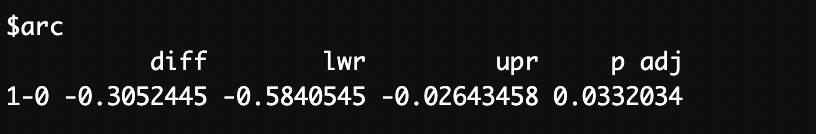 $arc
diff lwr upr p adj
1-0 -0.3052445 -0.5840545 -0.02643458 0.0332034